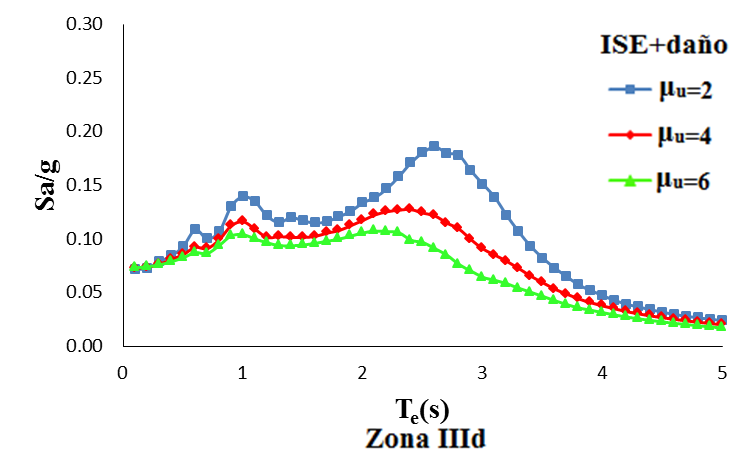 0.30
0.25
0.20
0.15
0.10
0.05
0.00
Sa/g
ISE+daño
μu=2
μu=4
μu=6
0 1 2 3 4 5
Te(s)
Zona IIId